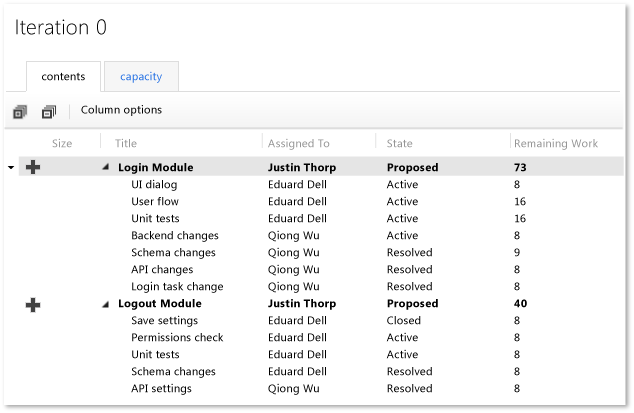 Iteration 0
contents capacity
Column options
Size Title Assigned To State Remaining Work
Login Module Justin Thorp Proposed 73
UI dialog Eduard Dell Active 8
User flow Eduard Dell Active 16
Unit tests Eduard Dell Active 16
Backend changes Qiong Wu Active 8
Schema changes Qiong Wu Resolved 9
API changes Qiong Wu Resolved 8
Login task change Qiong Wu Resolved 8
Logout Module Justin Thorp Proposed 40
Save settings Eduard Dell Closed 8
Permissions check Eduard Dell Active 8
Unit tests Eduard Dell Active 8
Schema changes Eduard Dell Resolved 8
API settings Qiong Wu Resolved 8